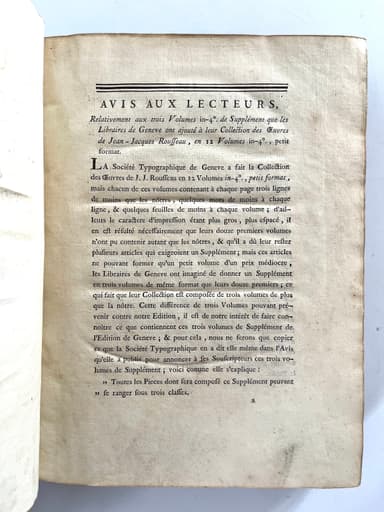 AVIS AUX LECTEURS,
Relativement aux trois Volumes in-4º. de Supplément que les
Libraires de Geneve ont ajouté à leur Collection des Œuvres
de Jean-Jacques Rousseau, en 12 Volumes in-4º., petit
format.
LA Société Typographique de Geneve a fait la Collection
des Œuvres de J. J. Rousseau en 12 Volumes in-4º., petit format,
mais chacun de ces volumes contenant à chaque page trois lignes
de moins que les nôtres, quelques mots de moins à chaque
ligne, & quelques feuilles de moins à chaque volume; d'ail-
leurs le caractere d'impression étant plus gros, plus espacé, il
en est résulté nécessairement que leurs douze premiers volumes
n'ont pu contenir autant que les nôtres, & qu'il a dû leur rester
plusieurs articles qui exigeroient un Supplément; mais ces articles
ne pouvant former qu'un petit volume d'un prix médiocre,
les Libraires de Geneve ont imaginé de donner un Supplément
en trois volumes de même format que leurs douze premiers; ce
qui fait que leur Collection est composée de trois volumes de plus
que la nôtre. Cette différence de trois Volumes pouvant pré-
venir contre notre Edition, il est de notre intérêt de faire con-
noître ce que contiennent ces trois volumes de Supplément de
l'Edition de Geneve; & pour cela, nous ne ferons que copier
ce que la Société Typographique en a dit elle même dans l'Avis
qu'elle a publié pour annoncer à ses Souscripteurs ces trois vo-
lumes de Supplément; voici comme elle s'explique:
» Toutes les Pieces dont sera composé ce Supplément peuvent
» se ranger sous trois classes.
a